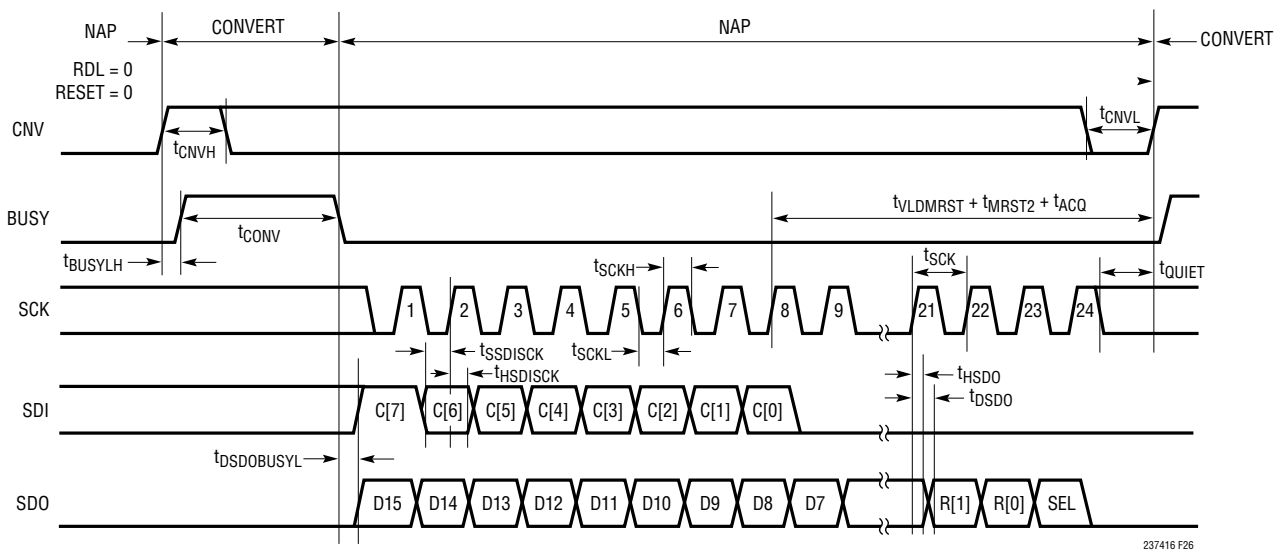 NAP CONVERT NAP CONVERT
RDL = 0
RESET = 0
CNV
tCNVH
tCNVL
BUSY
tCONV
tVLDMRST + tMRST2 + tACQ
tBUSYLH
tSCKH
tSCK
tQUIET
SCK
1 2 3 4 5 6 7 8 9 21 22 23 24
tSSDISCK
tSCKL
tHSDISCK
tHSDO
tDSDO
SDI
C[7] C[6] C[5] C[4] C[3] C[2] C[1] C[0]
tDSDOBUSYL
SDO
D15 D14 D13 D12 D11 D10 D9 D8 D7 R[1] R[0] SEL
237416 F26